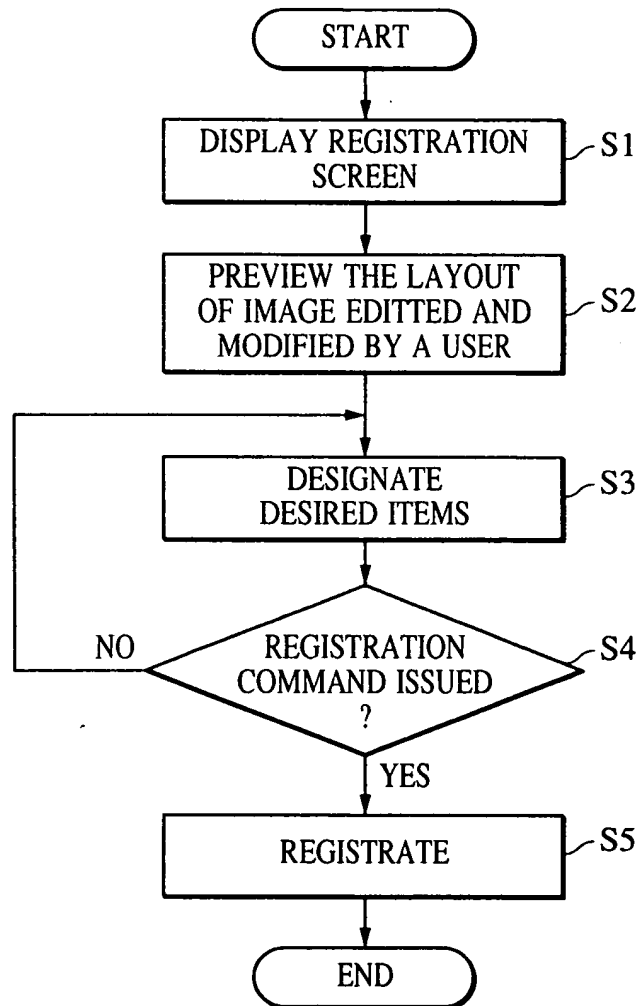 START
DISPLAY REGISTRATION
SCREEN
S1
PREVIEW THE LAYOUT
OF IMAGE EDITTED AND
MODIFIED BY A USER
S2
DESIGNATE
DESIRED ITEMS
S3
NO
REGISTRATION
COMMAND ISSUED
?
S4
YES
REGISTRATE
S5
END